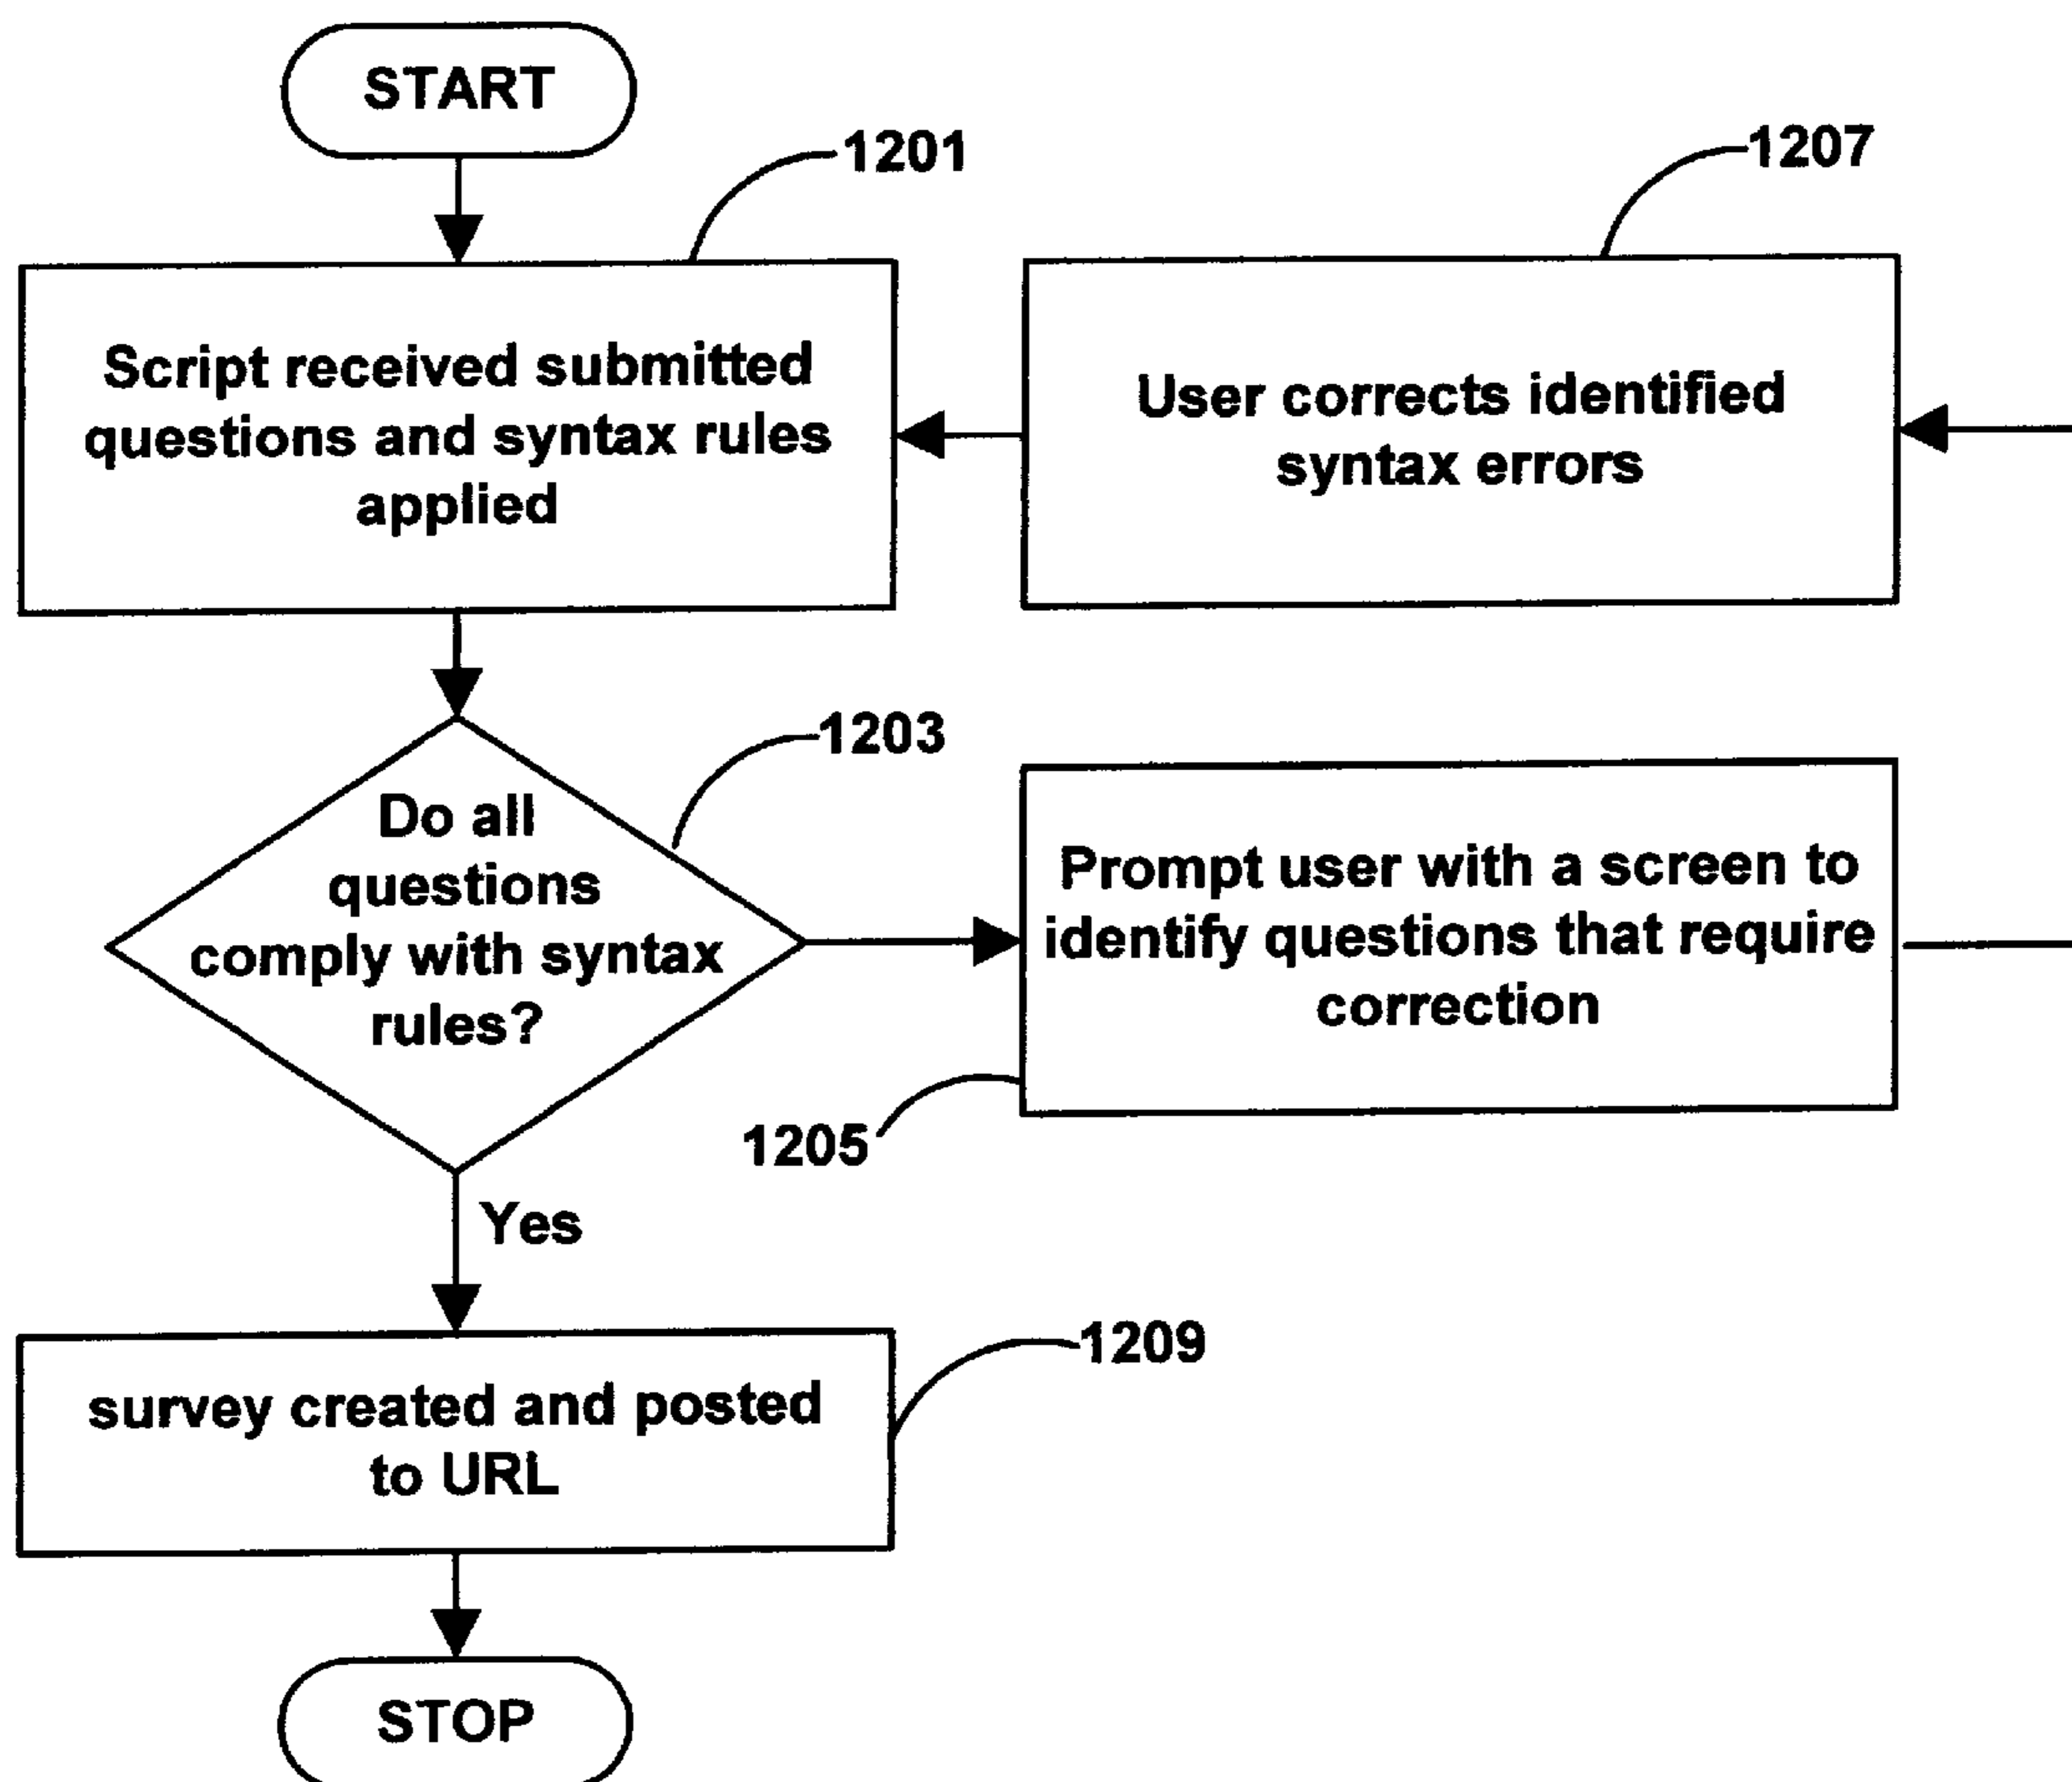 START
1201
1207
Script received submitted
questions and syntax rules
applied
User corrects identified
syntax errors
1203
Do all
questions
comply with syntax
rules?
Prompt user with a screen to
identify questions that require
correction
1205
Yes
1209
survey created and posted
to URL
STOP